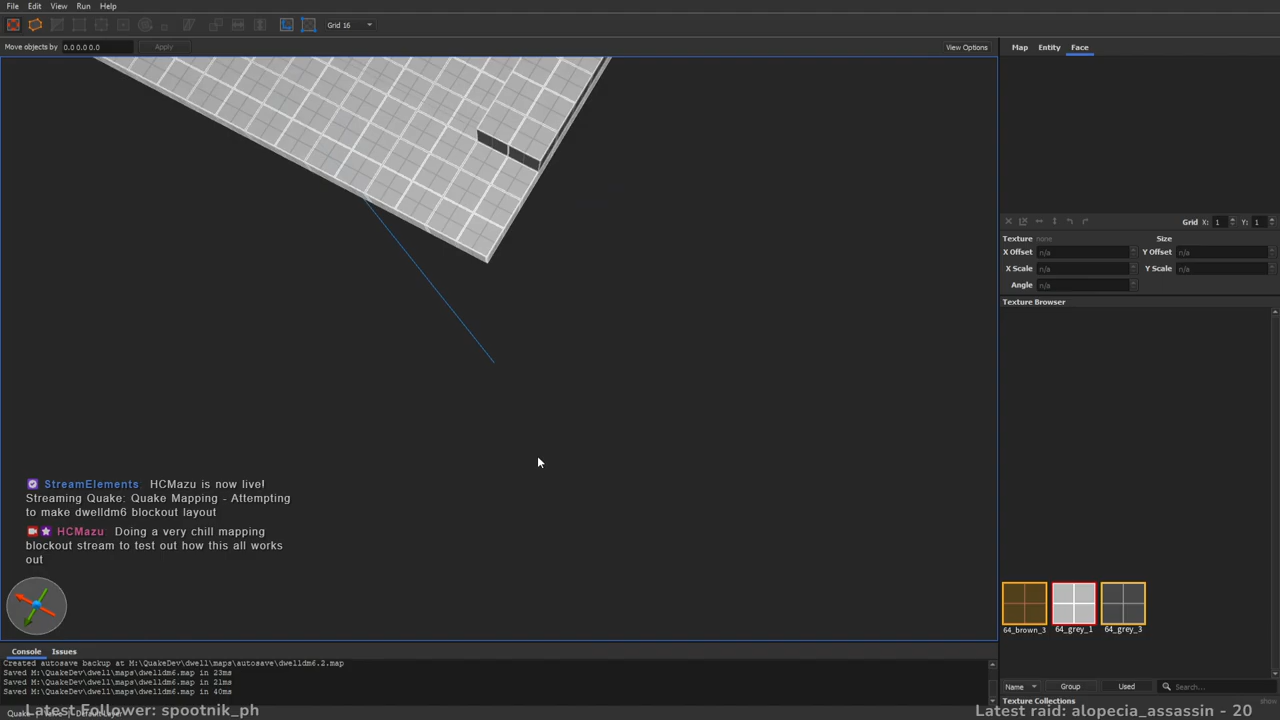 File Edit View Run Help
Grid 16
Move objects by 0.0 0.0 0.0 Apply View Options
Map Entity Face
Grid X: 1 Y: 1
Texture none Size
X Offset n/a Y Offset n/a
X Scale n/a Y Scale n/a
Angle n/a
Texture Browser
StreamElements: HCMazu is now live!
Streaming Quake: Quake Mapping - Attempting
to make dwelldm6 blockout layout
HCMazu: Doing a very chill mapping
blockout stream to test out how this all works
out
64_brown_3 64_grey_1 64_grey_3
Console Issues
Created autosave backup at M:\QuakeDev\dwell\maps\autosave\dwelldm6.2.map
Saved M:\QuakeDev\dwell\maps\dwelldm6.map in 23ms
Saved M:\QuakeDev\dwell\maps\dwelldm6.map in 21ms
Saved M:\QuakeDev\dwell\maps\dwelldm6.map in 40ms
Name Group Used Search...
Texture Collections show
Latest Follower: spootnik_ph
Latest raid: alopecia_assassin - 20